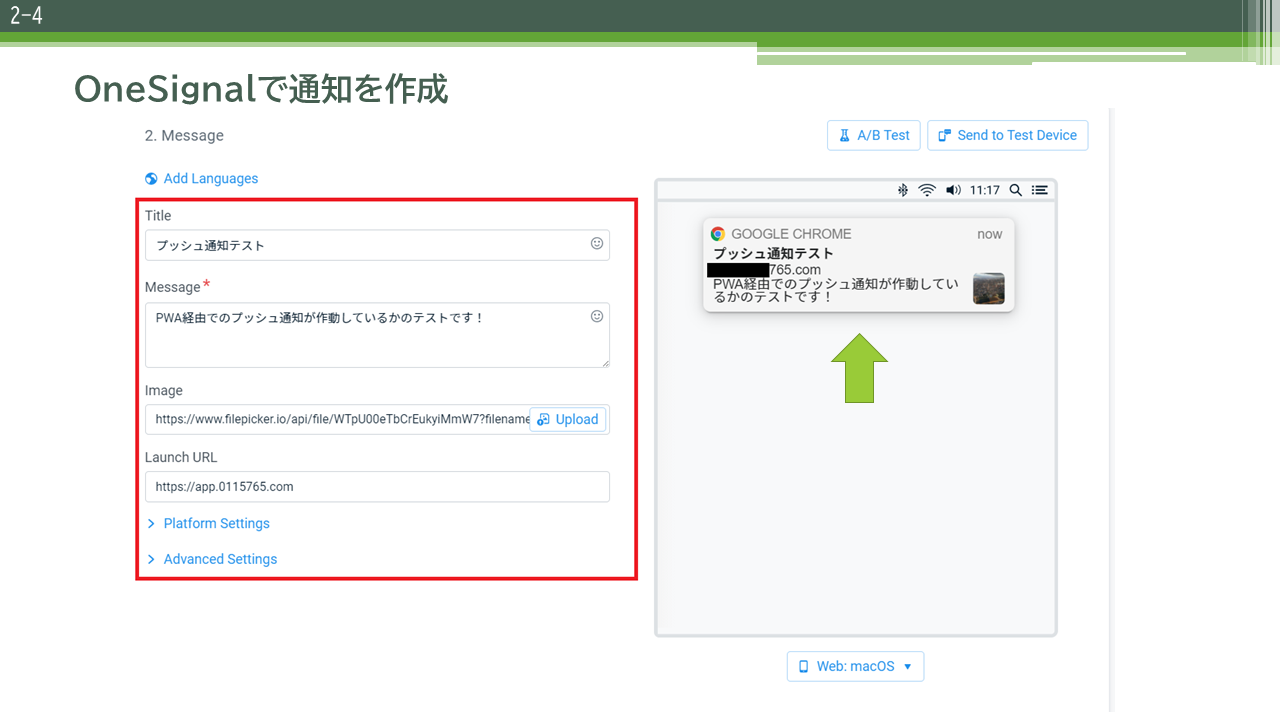 2-4
OneSignalで通知を作成
2. Message
A/B Test
Send to Test Device
Add Languages
Title
プッシュ通知テスト
Message*
PWA経由でのプッシュ通知が作動しているかのテストです！
Image
https://www.filepicker.io/api/file/WTpU00eTbCrEukyiMmW7?filename
Upload
Launch URL
https://app.0115765.com
Platform Settings
Advanced Settings
11:17
GOOGLE CHROME
now
プッシュ通知テスト
765.com
PWA経由でのプッシュ通知が作動してい
るかのテストです！
Web: macOS